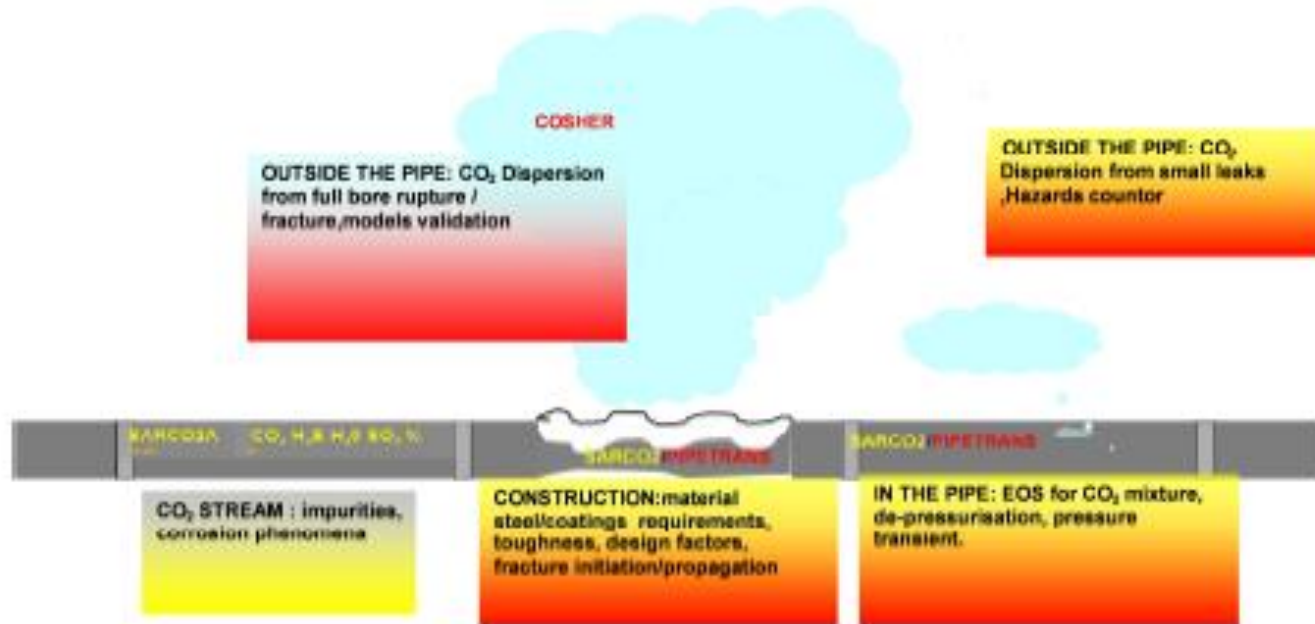 COSHER
OUTSIDE THE PIPE: CO₂ Dispersion
from full bore rupture /
fracture,models validation
OUTSIDE THE PIPE: CO₂
Dispersion from small leaks
,Hazards countor
SARCO2A
SARCO2/PIPETRANS
SARCO2/PIPETRANS
CO₂ STREAM : impurities,
corrosion phenomena
CONSTRUCTION:material
steel/coatings requirements,
toughness, design factors,
fracture initiation/propagation
IN THE PIPE: EOS for CO₂ mixture,
de-pressurisation, pressure
transient.